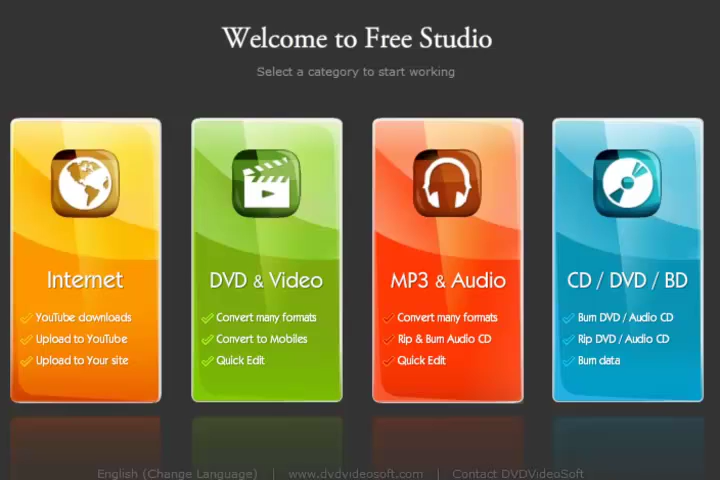 Welcome to Free Studio
Select a category to start working
Internet
YouTube downloads
Upload to YouTube
Upload to Your site
DVD & Video
Convert many formats
Convert to Mobiles
Quick Edit
MP3 & Audio
Convert many formats
Rip & Burn Audio CD
Quick Edit
CD / DVD / BD
Burn DVD / Audio CD
Rip DVD / Audio CD
Burn data
English (Change Language) | www.dvdvideosoft.com | Contact DVDVideoSoft